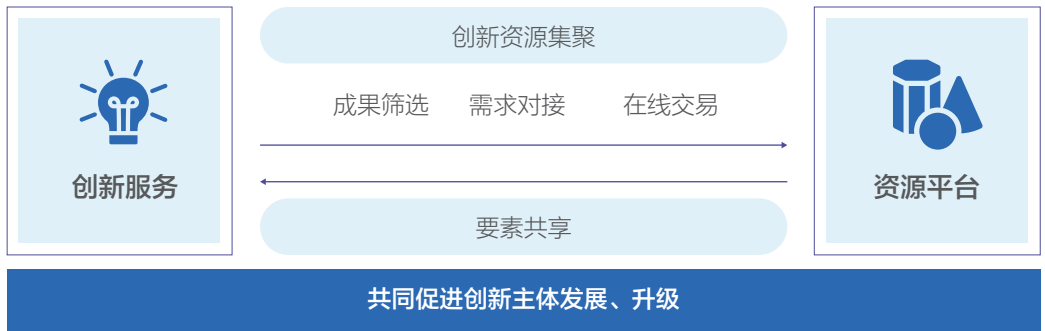 创新资源集聚
成果筛选 需求对接 在线交易
创新服务
资源平台
要素共享
共同促进创新主体发展、升级